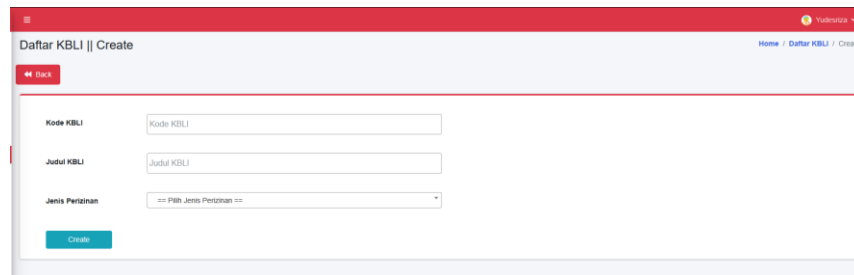 Yudesriza
Daftar KBLI || Create
Home / Daftar KBLI / Crea
Back
Kode KBLI
Kode KBLI
Judul KBLI
Judul KBLI
Jenis Perizinan
== Pilih Jenis Perizinan ==
Create